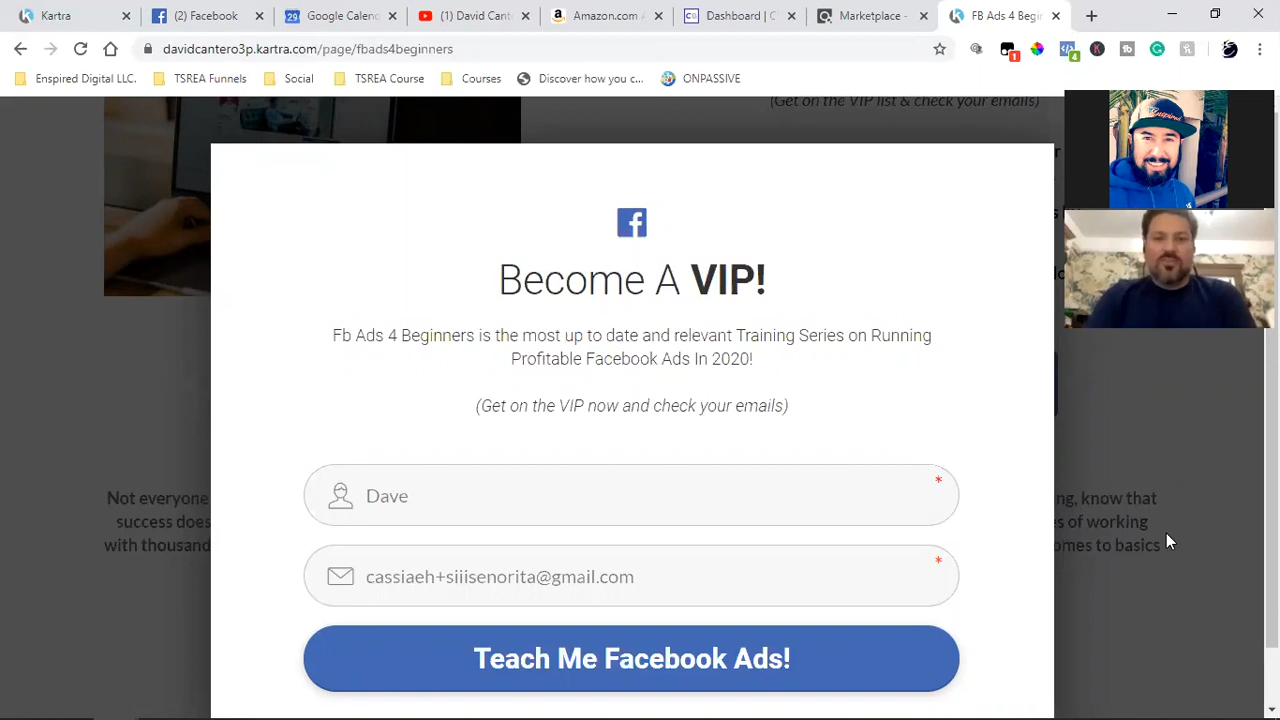 Kartra
(2) Facebook
Google Calen
(1) David Cant
Amazon.com
Dashboard | C
Marketplace -
FB Ads 4 Begi
davidcantero3p.kartra.com/page/fbads4beginners
1
4
Enspired Digital LLC.
TSREA Funnels
Social
TSREA Course
Courses
Discover how you c...
ONPASSIVE
(Get on the VIP list & check your emails)
Become A VIP!
Fb Ads 4 Beginners is the most up to date and relevant Training Series on Running
Profitable Facebook Ads In 2020!
(Get on the VIP now and check your emails)
Dave
*
cassiaeh+siiisenorita@gmail.com
*
Teach Me Facebook Ads!
Not everyone
success does
with thousan
ng, know that
es of working
omes to basics